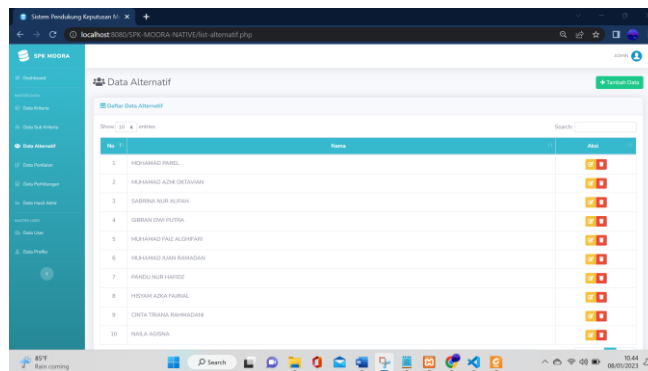 Sistem Pendukung Keputusan M
localhost:8080/SPK-MOORA-NATIVE/list-alternatif.php
SPK MOORA
ADMIN
Dashboard
Data Alternatif
Tambah Data
Data Kriteria
Daftar Data Alternatif
Data Sub Kriteria
Show 10 entries
Search:
Data Alternatif
No Nama Aksi
Data Penilaian
1 MOHAMAD PAREL
Data Perhitungan
2 MUHAMAD AZMI OKTAVIAN
Data Hasil Akhir
3 SABRINA NUR ALIFAH
Data User
4 GIBRAN DWI PUTRA
Data Profile
5 MUHAMAD FAIZ ALGHIFARI
6 MUHAMAD JUAN RAMADAN
7 PANDU NUR HAFIDZ
8 HISYAM AZKA FAIRIAL
9 CINTA TRIANA RAHMADANI
10 NAILA AGISNA
85°F
Rain coming
Search
10.44
08/01/2023